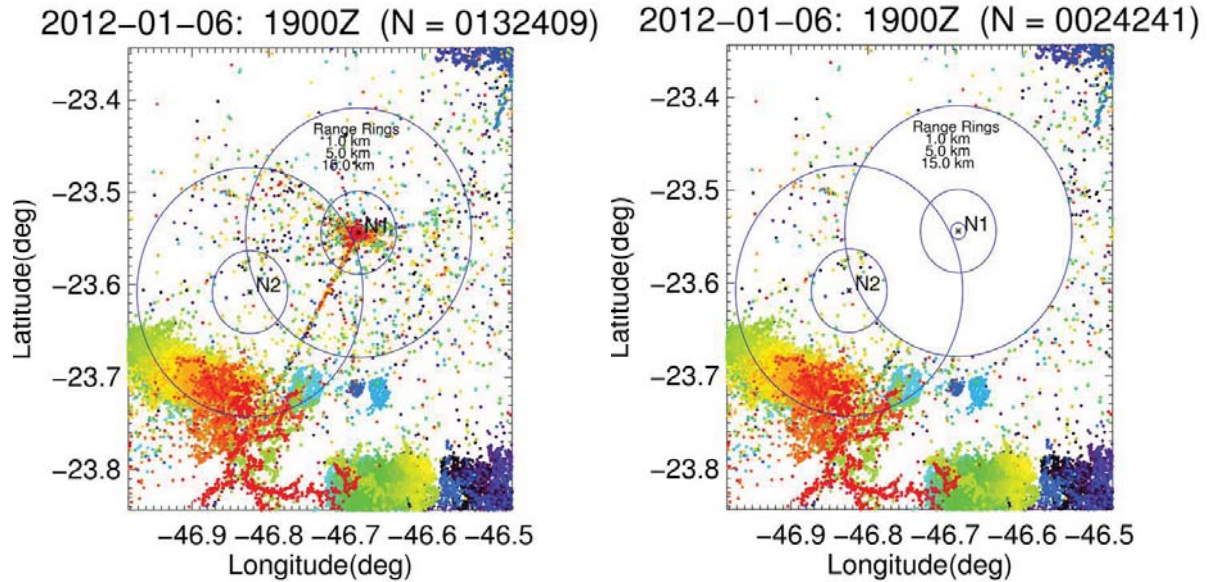 2012-01-06: 1900Z (N = 0132409)
Latitude(deg)
-23.4
-23.5
-23.6
-23.7
-23.8
Range Rings
1.0 km
5.0 km
15.0 km
N1
N2
-46.9 -46.8 -46.7 -46.6 -46.5
Longitude(deg)
2012-01-06: 1900Z (N = 0024241)
Latitude(deg)
-23.4
-23.5
-23.6
-23.7
-23.8
Range Rings
1.0 km
5.0 km
15.0 km
N1
N2
-46.9 -46.8 -46.7 -46.6 -46.5
Longitude(deg)